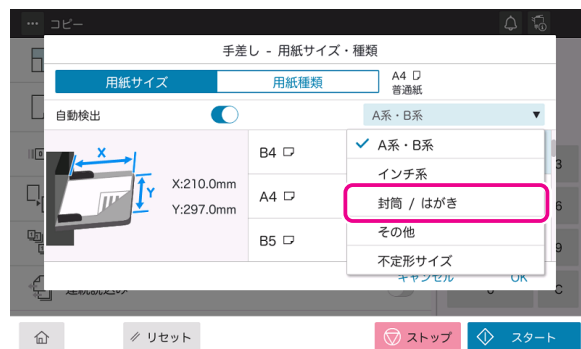 コピー
手差し - 用紙サイズ・種類
用紙サイズ
用紙種類
A4
普通紙
自動検出
A系・B系
X
Y
X:210.0mm
Y:297.0mm
B4
A4
B5
A系・B系
インチ系
封筒 / はがき
その他
不定形サイズ
キャンセル
OK
3
6
9
C
リセット
ストップ
スタート